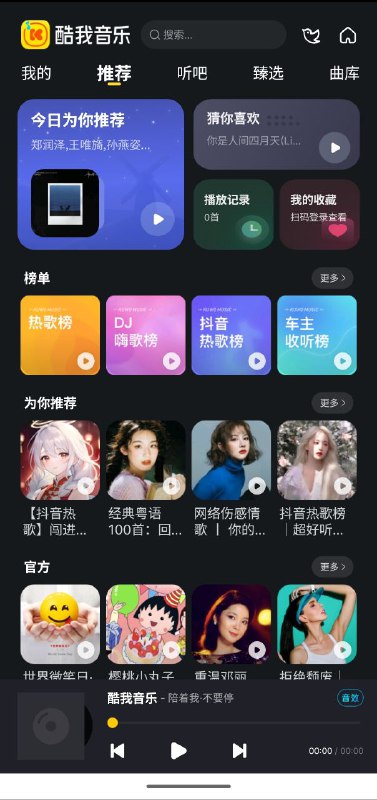 酷我音乐
搜索...
我的 推荐 听吧 臻选 曲库
今日为你推荐
郑润泽,王唯旖,孙燕姿...
猜你喜欢
你是人间四月天(Li...
播放记录
0首
我的收藏
扫码登录查看
榜单
更多
热歌榜
DJ
嗨歌榜
抖音
热歌榜
车主
收听榜
为你推荐
更多
【抖音热
歌】闯进...
经典粤语
100首：回...
网络伤感情
歌 | 你的...
抖音热歌榜
｜超好听...
官方
更多
世界微笑日·
樱桃小丸子
重温邓丽
拒绝颓废｜
酷我音乐 - 陪着我·不要停
音效
00:00 / 00:00